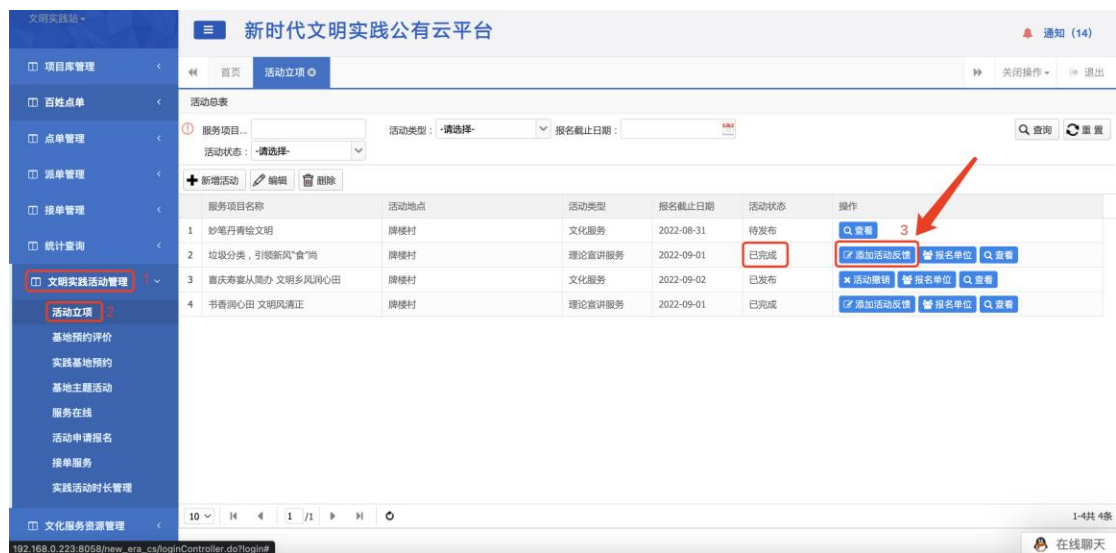 文明实践站
新时代文明实践公有云平台
通知 (14)
项目库管理
首页 活动立项 关闭操作 退出
百姓点单
活动总表
点单管理
服务项目... 活动类型： -请选择- 报名截止日期： 查询 重置
活动状态： -请选择-
派单管理
新增活动 编辑 删除
接单管理
服务项目名称 活动地点 活动类型 报名截止日期 活动状态 操作
1 妙笔丹青绘文明 牌楼村 文化服务 2022-08-31 待发布 查看 3
统计查询
2 垃圾分类，引领新风"食"尚 牌楼村 理论宣讲服务 2022-09-01 已完成 添加活动反馈 报名单位 查看
文明实践活动管理 1
3 喜庆寿宴从简办 文明乡风润心田 牌楼村 文化服务 2022-09-02 已发布 活动撤销 报名单位 查看
4 书香润心田 文明风清正 牌楼村 理论宣讲服务 2022-09-01 已完成 添加活动反馈 报名单位 查看
活动立项 2
基地预约评价
实践基地预约
基地主题活动
服务在线
活动申请报名
接单服务
实践活动时长管理
10 1 /1 1-4共 4条
文化服务资源管理
192.168.0.223:8058/new_era_cs/loginController.do?login#
在线聊天